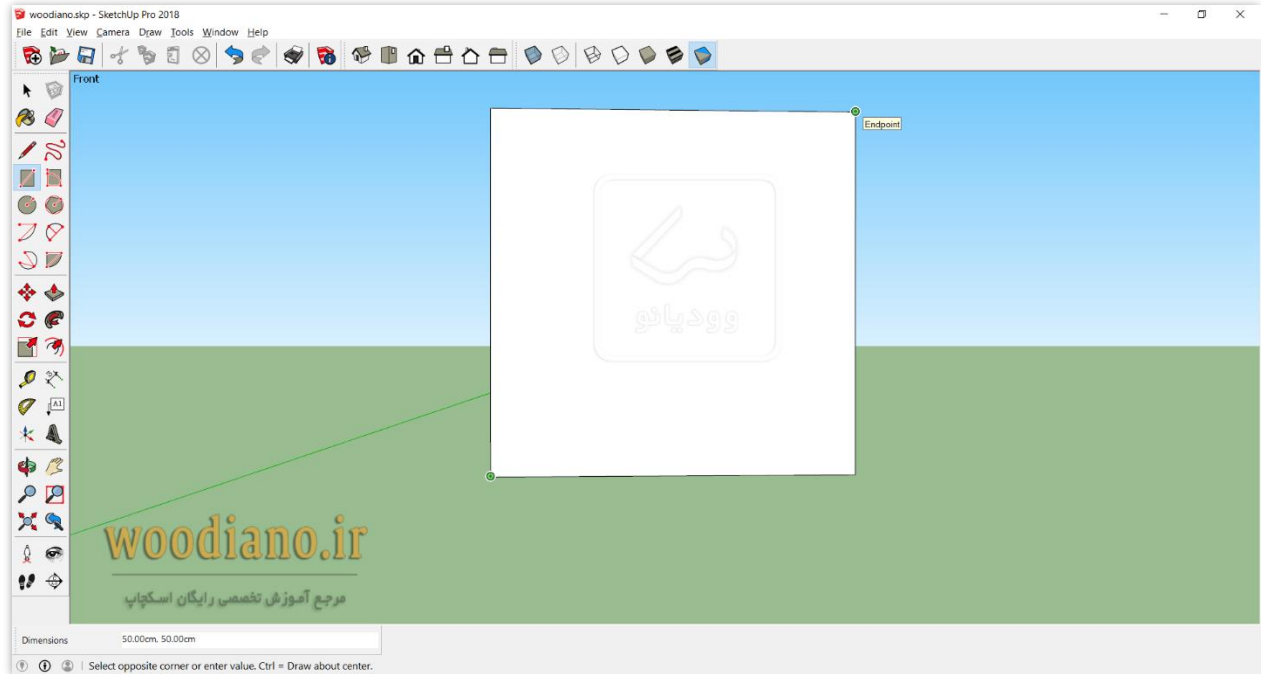 woodiano.skp - SketchUp Pro 2018
File Edit View Camera Draw Tools Window Help
Front
Endpoint
وودیانو
A1
woodiano.ir
مرجع آموزش تخصصی رایگان اسکچاپ
Dimensions 50.00cm, 50.00cm
Select opposite corner or enter value. Ctrl = Draw about center.